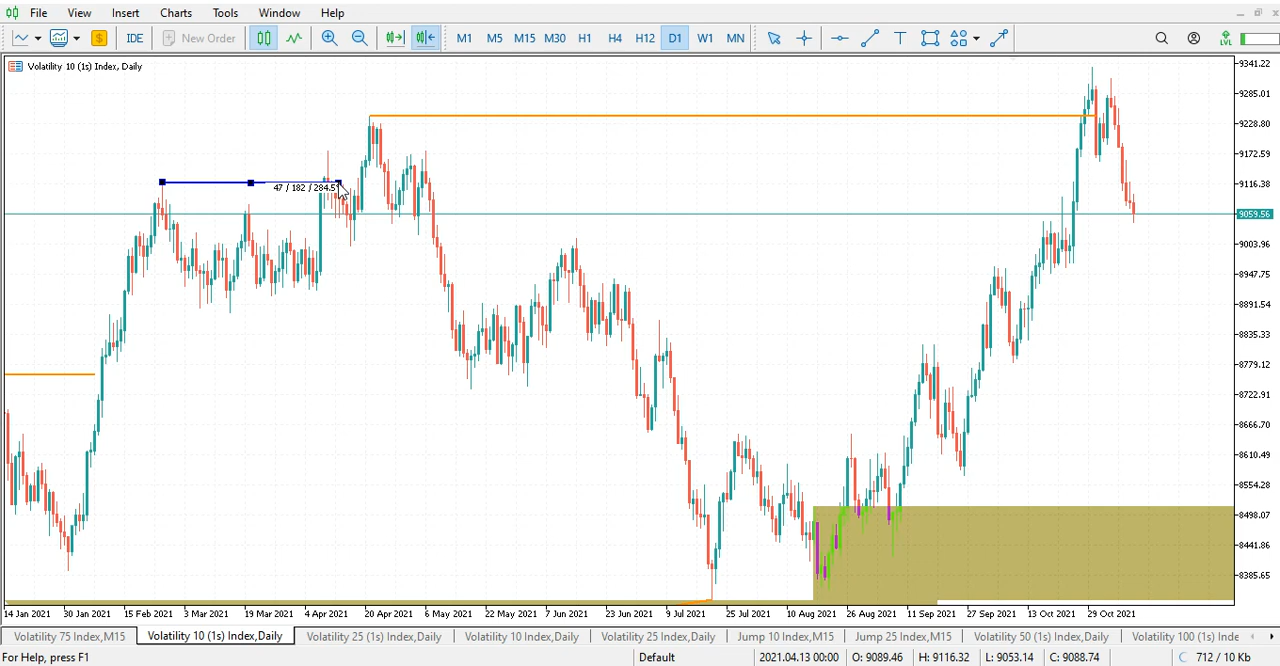 File View Insert Charts Tools Window Help
IDE New Order M1 M5 M15 M30 H1 H4 H12 D1 W1 MN T LVL
Volatility 10 (1s) Index, Daily
9341.22
9285.01
9228.80
9172.59
9116.38
9059.56
9003.96
8947.75
8891.54
8835.33
8779.12
8722.91
8666.70
8610.49
8554.28
8498.07
8441.86
8385.65
47 / 182 / 284.5°
14 Jan 2021 30 Jan 2021 15 Feb 2021 3 Mar 2021 19 Mar 2021 4 Apr 2021 20 Apr 2021 6 May 2021 22 May 2021 7 Jun 2021 23 Jun 2021 9 Jul 2021 25 Jul 2021 10 Aug 2021 26 Aug 2021 11 Sep 2021 27 Sep 2021 13 Oct 2021 29 Oct 2021
Volatility 75 Index,M15 Volatility 10 (1s) Index,Daily Volatility 25 (1s) Index,Daily Volatility 10 Index,Daily Volatility 25 Index,Daily Jump 10 Index,M15 Jump 25 Index,M15 Volatility 50 (1s) Index,Daily Volatility 100 (1s) Inde
For Help, press F1 Default 2021.04.13 00:00 O: 9089.46 H: 9116.32 L: 9053.14 C: 9088.74 712 / 10 Kb